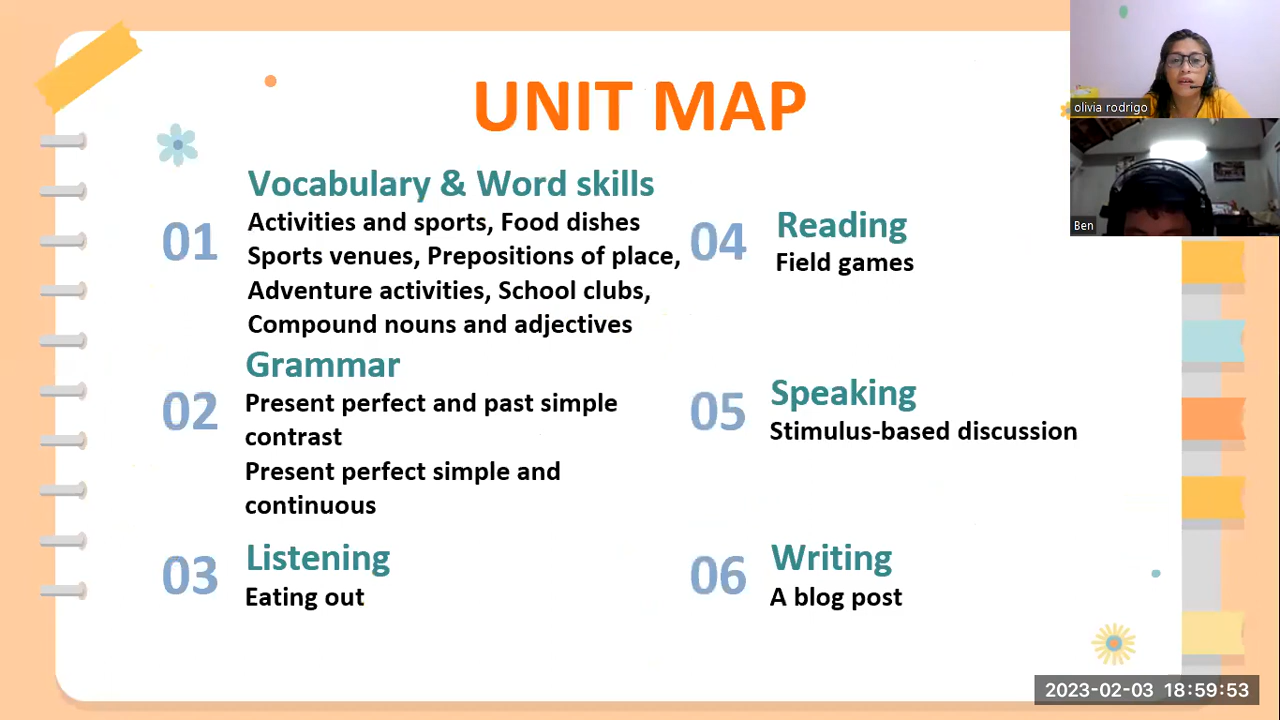 UNIT MAP
01
Vocabulary & Word skills
Activities and sports, Food dishes
Sports venues, Prepositions of place,
Adventure activities, School clubs,
Compound nouns and adjectives
02
Grammar
Present perfect and past simple
contrast
Present perfect simple and
continuous
03
Listening
Eating out
04
Reading
Field games
05
Speaking
Stimulus-based discussion
06
Writing
A blog post
olivia rodrigo
Ben
2023-02-03 18:59:53